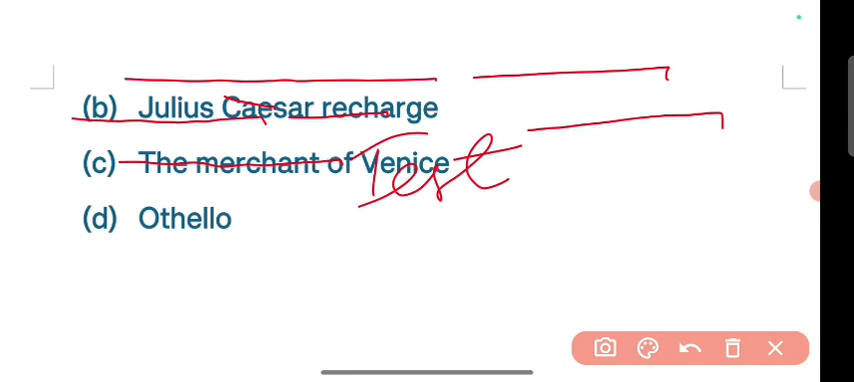 (b) Julius Caesar recharge
(c) The merchant of Venice
Test
(d) Othello